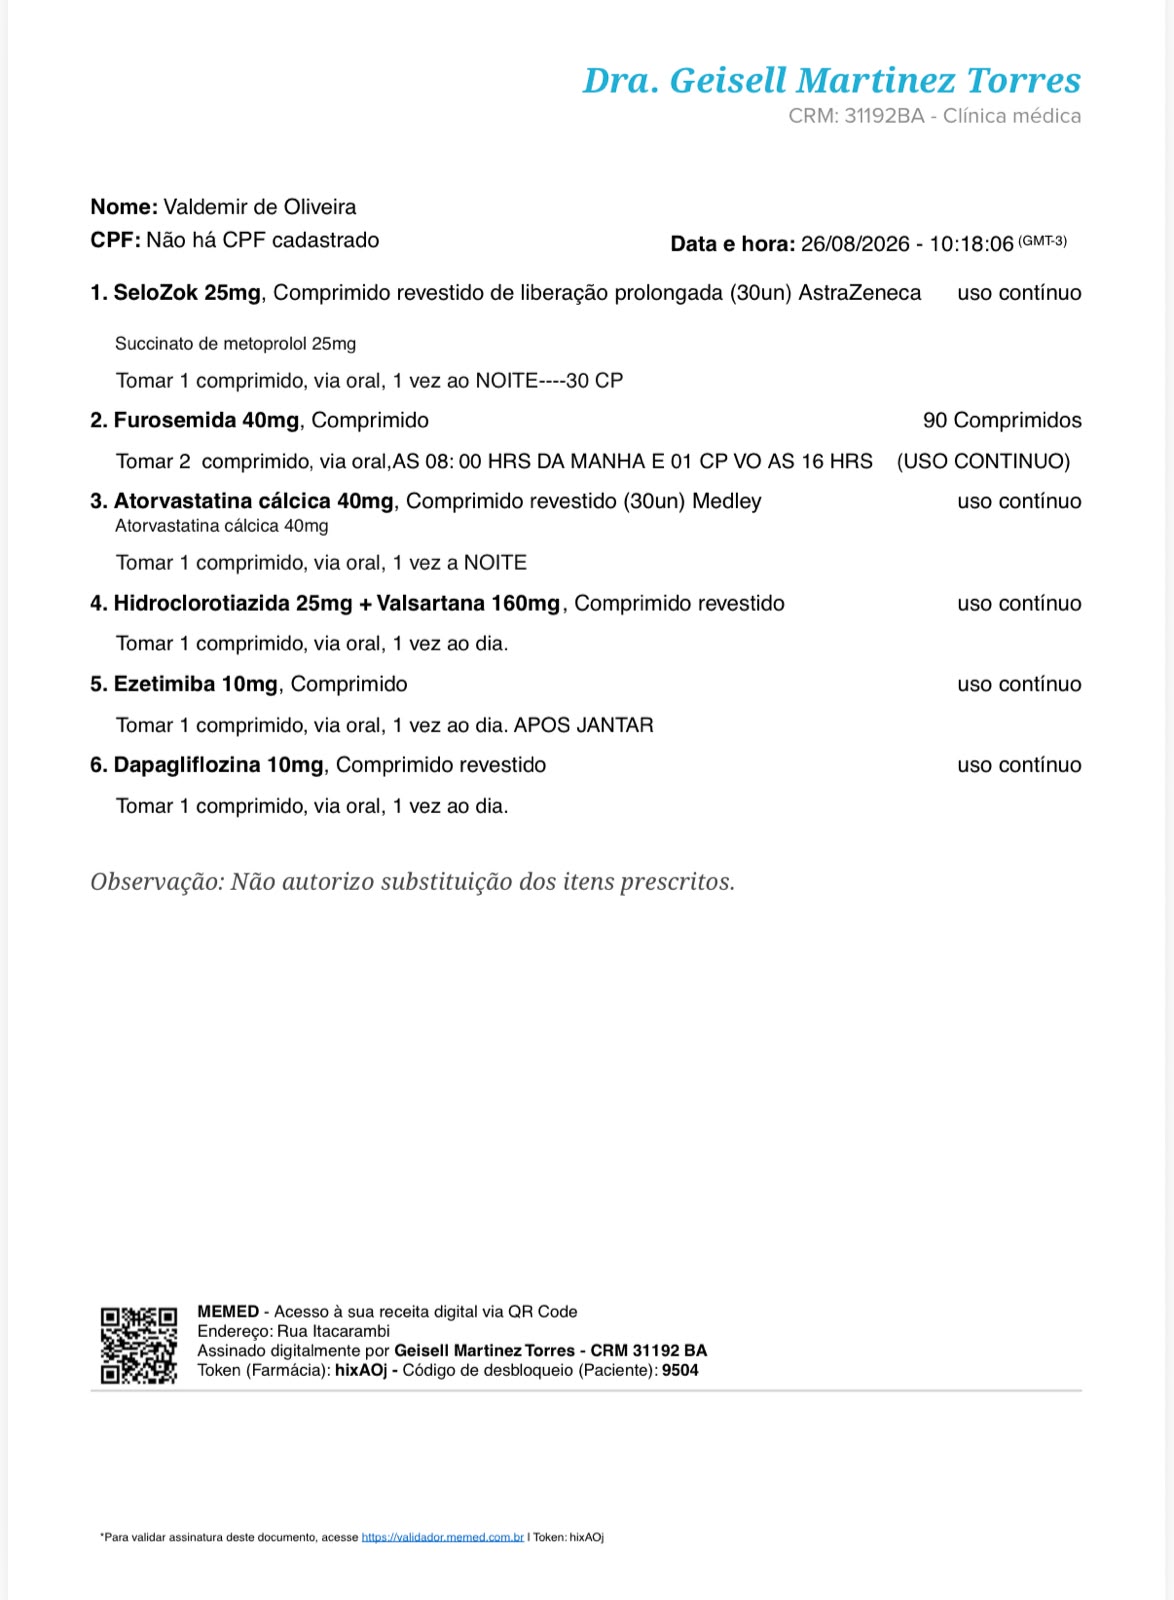 Dra. Geisell Martinez Torres
CRM: 31192BA - Clínica médica
Nome: Valdemir de Oliveira
CPF: Não há CPF cadastrado
Data e hora: 26/08/2026 - 10:18:06 (GMT-3)
1. SeloZok 25mg, Comprimido revestido de liberação prolongada (30un) AstraZeneca uso contínuo
Succinato de metoprolol 25mg
Tomar 1 comprimido, via oral, 1 vez ao NOITE----30 CP
2. Furosemida 40mg, Comprimido 90 Comprimidos
Tomar 2 comprimido, via oral,AS 08: 00 HRS DA MANHA E 01 CP VO AS 16 HRS (USO CONTINUO)
3. Atorvastatina cálcica 40mg, Comprimido revestido (30un) Medley uso contínuo
Atorvastatina cálcica 40mg
Tomar 1 comprimido, via oral, 1 vez a NOITE
4. Hidroclorotiazida 25mg + Valsartana 160mg, Comprimido revestido uso contínuo
Tomar 1 comprimido, via oral, 1 vez ao dia.
5. Ezetimiba 10mg, Comprimido uso contínuo
Tomar 1 comprimido, via oral, 1 vez ao dia. APOS JANTAR
6. Dapagliflozina 10mg, Comprimido revestido uso contínuo
Tomar 1 comprimido, via oral, 1 vez ao dia.
Observação: Não autorizo substituição dos itens prescritos.
MEMED - Acesso à sua receita digital via QR Code
Endereço: Rua Itacarambi
Assinado digitalmente por Geisell Martinez Torres - CRM 31192 BA
Token (Farmácia): hixAOj - Código de desbloqueio (Paciente): 9504
*Para validar assinatura deste documento, acesse https://validador.memed.com.br | Token: hixAOj